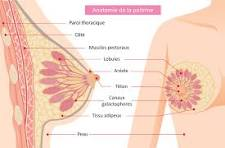 Anatomie de la poitrine
Paroi thoracique
Côte
Muscles pectoraux
Lobules
Aréole
Téton
Canaux
galactophores
Tissu adipeux
Peau